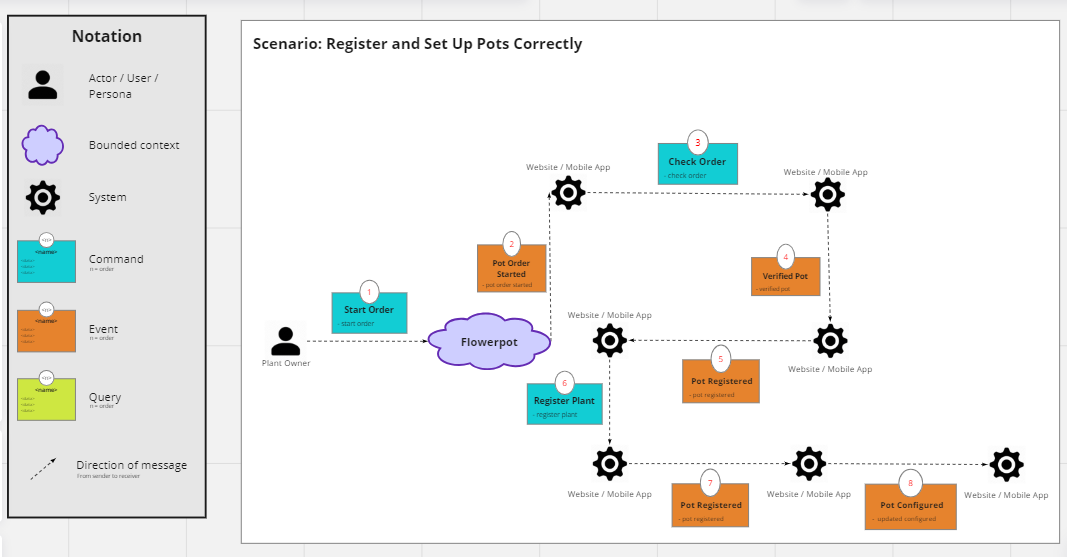 Notation
Actor / User /
Persona
Bounded context
System
<name>
Command
n = order
<name>
Event
n = order
<name>
Query
n = order
Direction of message
from sender to receiver
Scenario: Register and Set Up Pots Correctly
Plant Owner
1
Start Order
- start order
Flowerpot
2
Pot Order
Started
- pot order started
Website / Mobile App
3
Check Order
- check order
Website / Mobile App
4
Verified Pot
- verified pot
Website / Mobile App
5
Pot Registered
- pot registered
Website / Mobile App
6
Register Plant
- register plant
Website / Mobile App
7
Pot Registered
- pot registered
Website / Mobile App
8
Pot Configured
- updated configured
Website / Mobile App